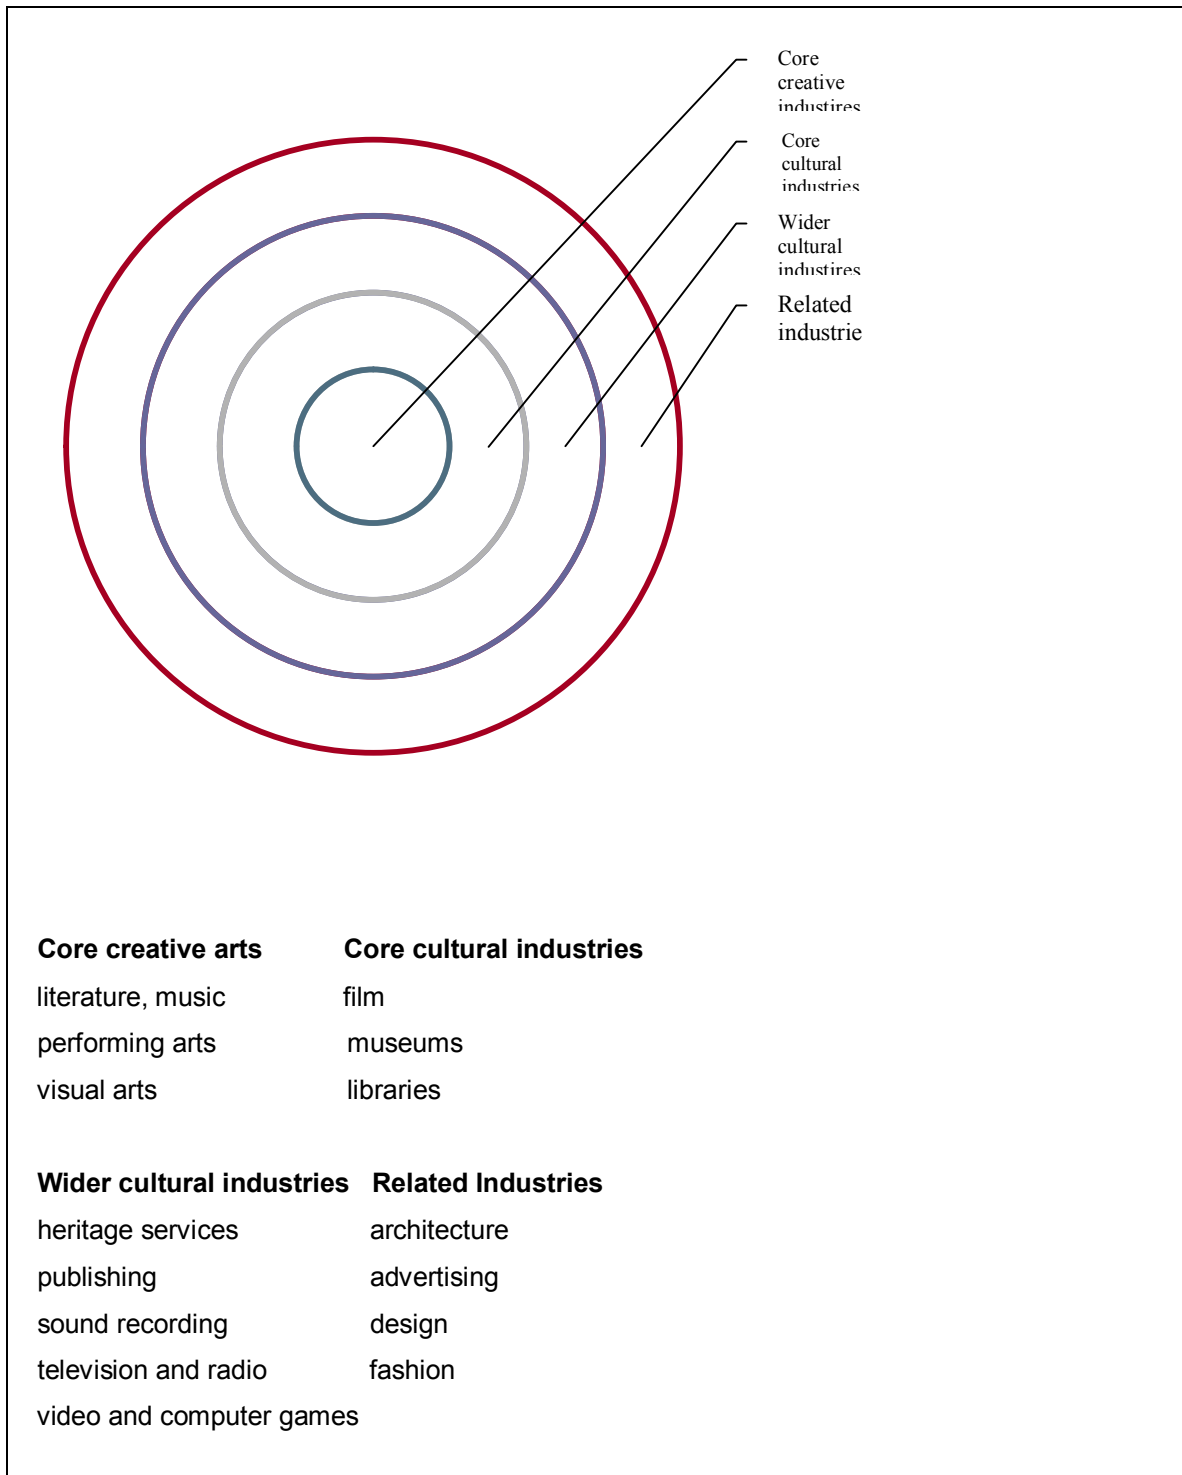 Core
creative
industires
Core
cultural
industries
Wider
cultural
industires
Related
industrie
Core creative arts Core cultural industries
literature, music film
performing arts museums
visual arts libraries
Wider cultural industries Related Industries
heritage services architecture
publishing advertising
sound recording design
television and radio fashion
video and computer games